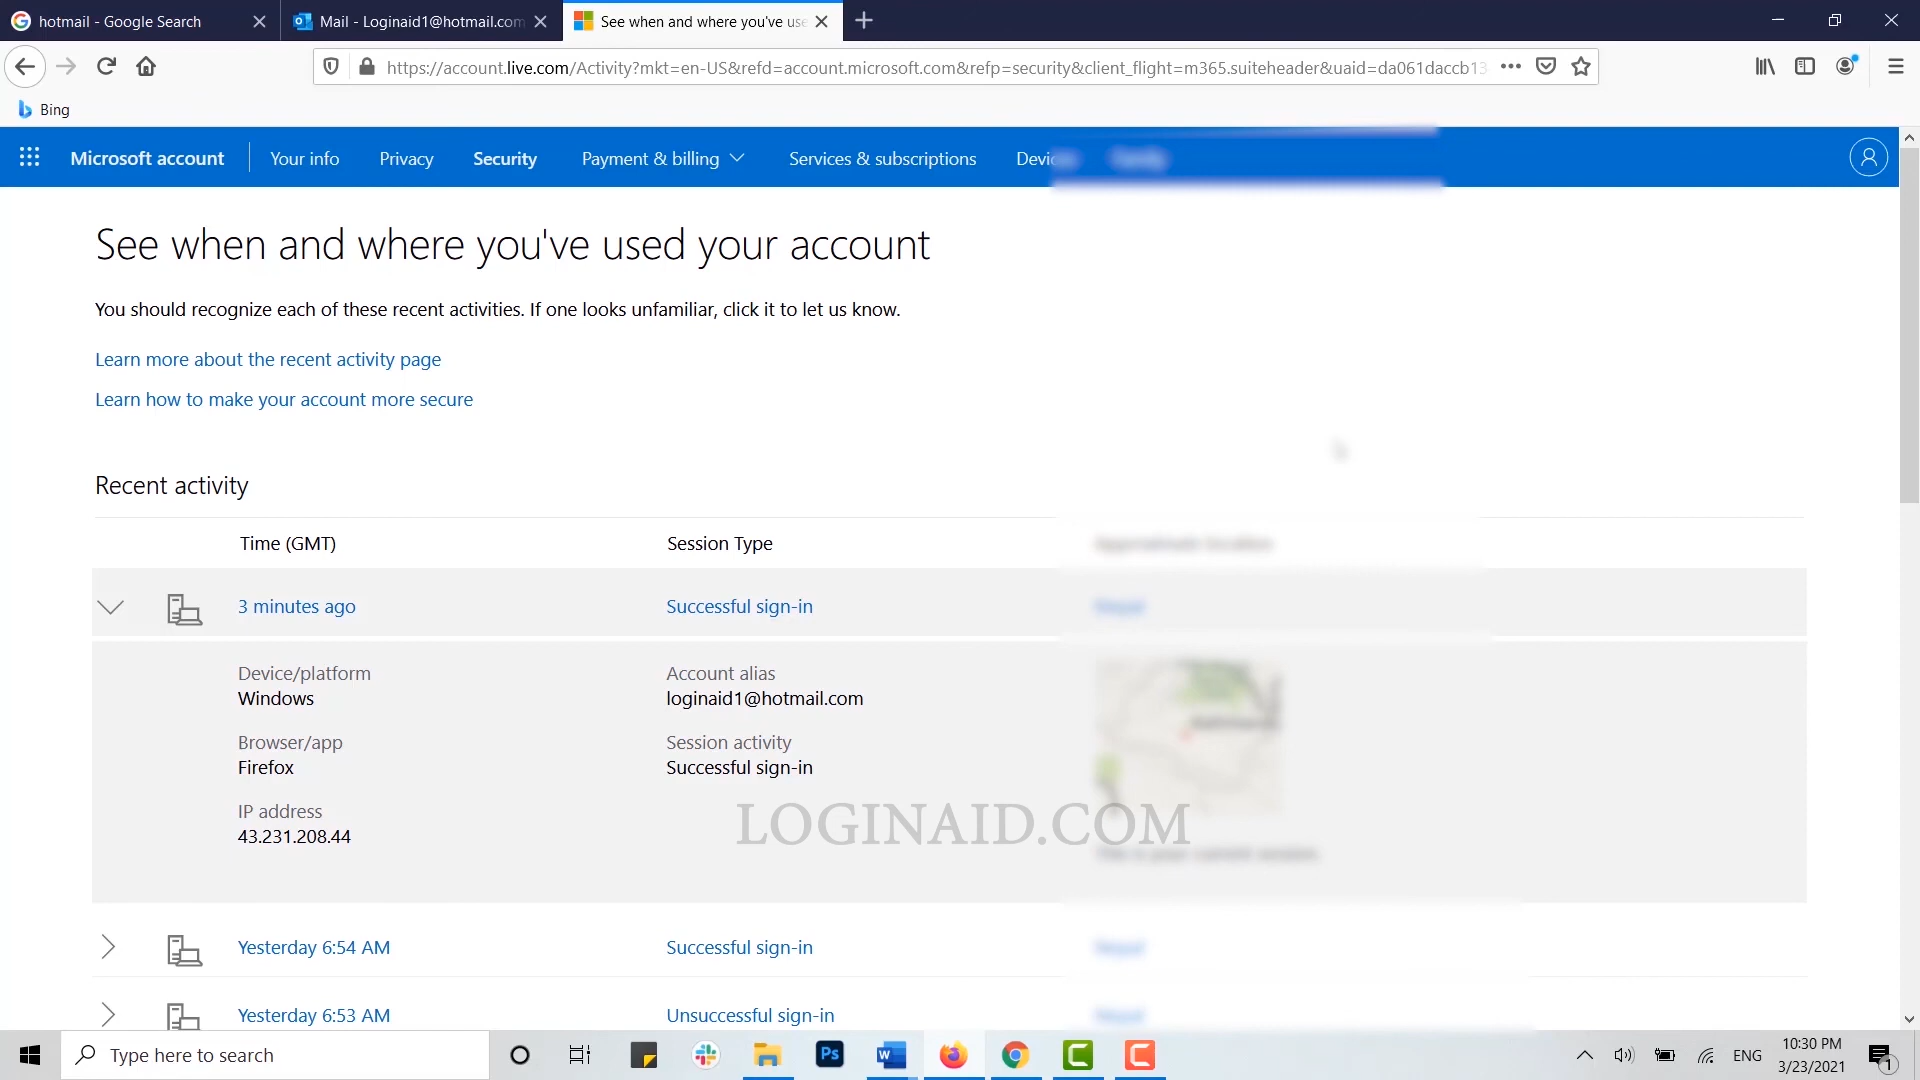 hotmail - Google Search
Mail - Loginaid1@hotmail.com
See when and where you've use
https://account.live.com/Activity?mkt=en-US&refd=account.microsoft.com&refp=security&client_flight=m365.suiteheader&uaid=da061daccb13
Bing
Microsoft account
Your info
Privacy
Security
Payment & billing
Services & subscriptions
See when and where you've used your account
You should recognize each of these recent activities. If one looks unfamiliar, click it to let us know.
Learn more about the recent activity page
Learn how to make your account more secure
Recent activity
Time (GMT)
Session Type
3 minutes ago
Successful sign-in
Device/platform
Windows
Account alias
loginaid1@hotmail.com
Browser/app
Firefox
Session activity
Successful sign-in
IP address
43.231.208.44
LOGINAID.COM
Yesterday 6:54 AM
Successful sign-in
Yesterday 6:53 AM
Unsuccessful sign-in
Type here to search
Ps
W
ENG
10:30 PM
3/23/2021
1